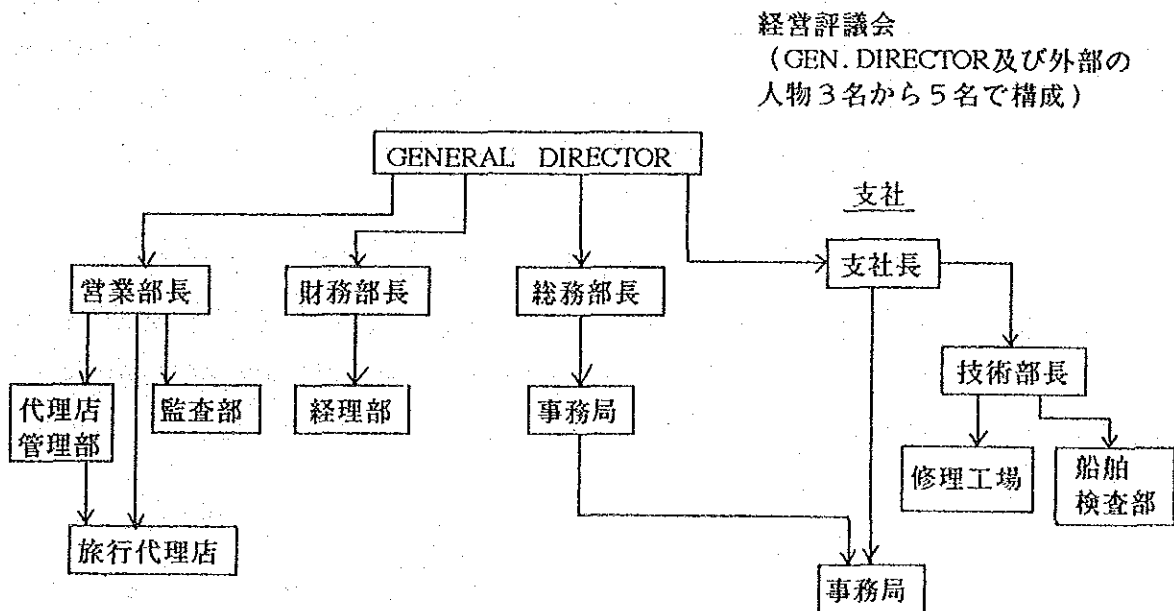 経営評議会
(GEN. DIRECTOR及び外部の
人物3名から5名で構成)
GENERAL DIRECTOR
支社
営業部長
財務部長
総務部長
支社長
技術部長
代理店
管理部
監査部
経理部
事務局
修理工場
船舶
検査部
旅行代理店
事務局